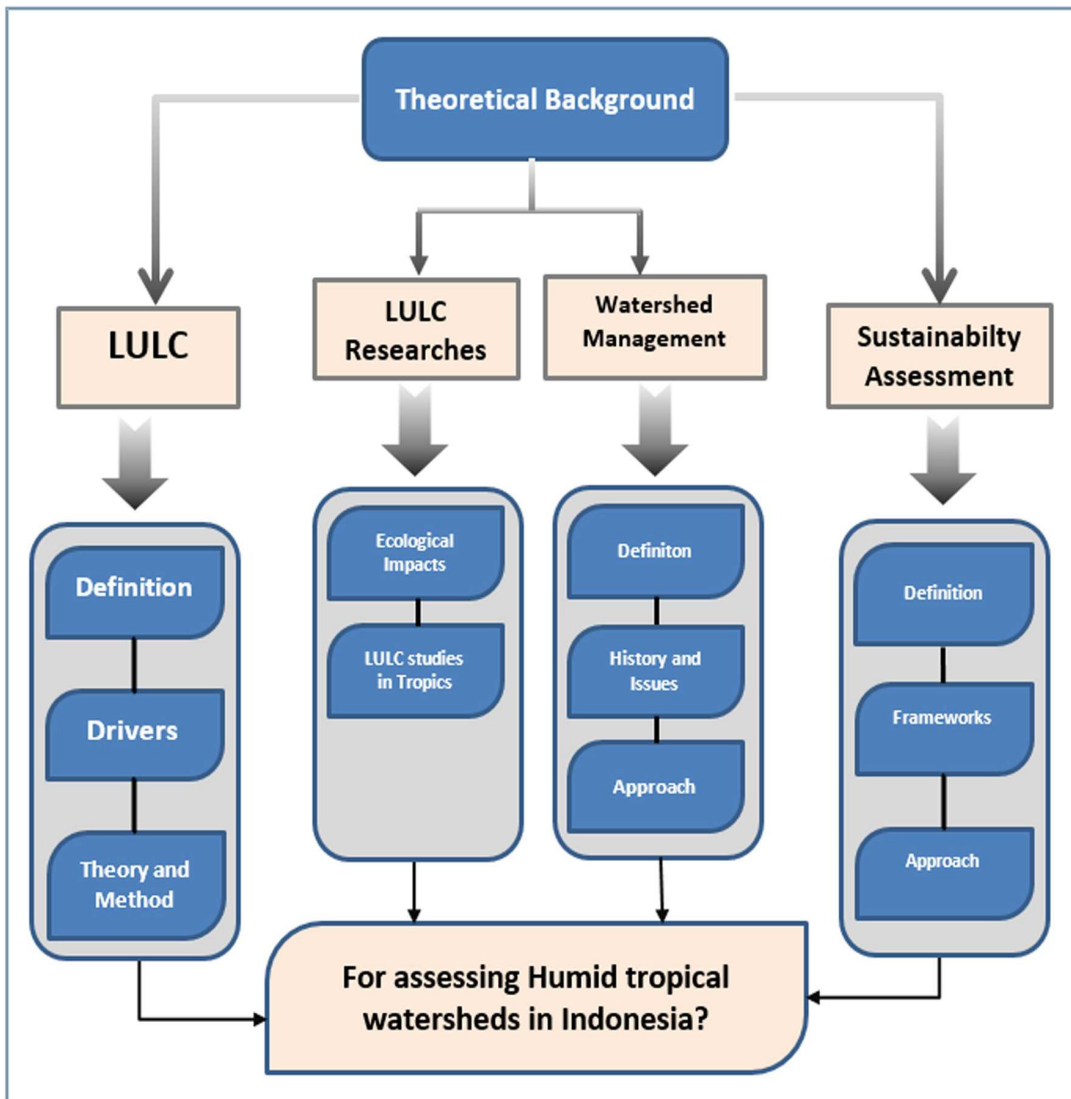 Theoretical Background
LULC
LULC
Researches
Watershed
Management
Sustainabilty
Assessment
Definition
Drivers
Theory and
Method
Ecological
Impacts
LULC studies
in Tropics
Definiton
History and
Issues
Approach
Definition
Frameworks
Approach
For assessing Humid tropical
watersheds in Indonesia?